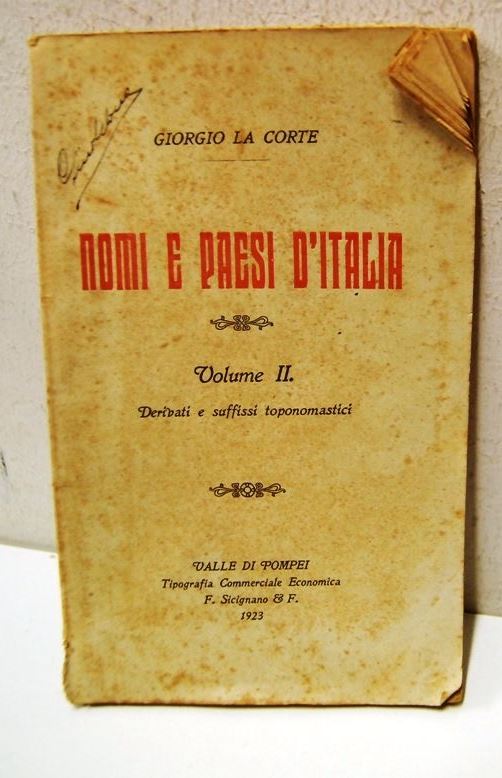 GIORGIO LA CORTE
NOMI E PAESI D'ITALIA
Volume II.
Derivati e suffissi toponomastici
VALLE DI POMPEI
Tipografia Commerciale Economica
F. Sicignano & F.
1923